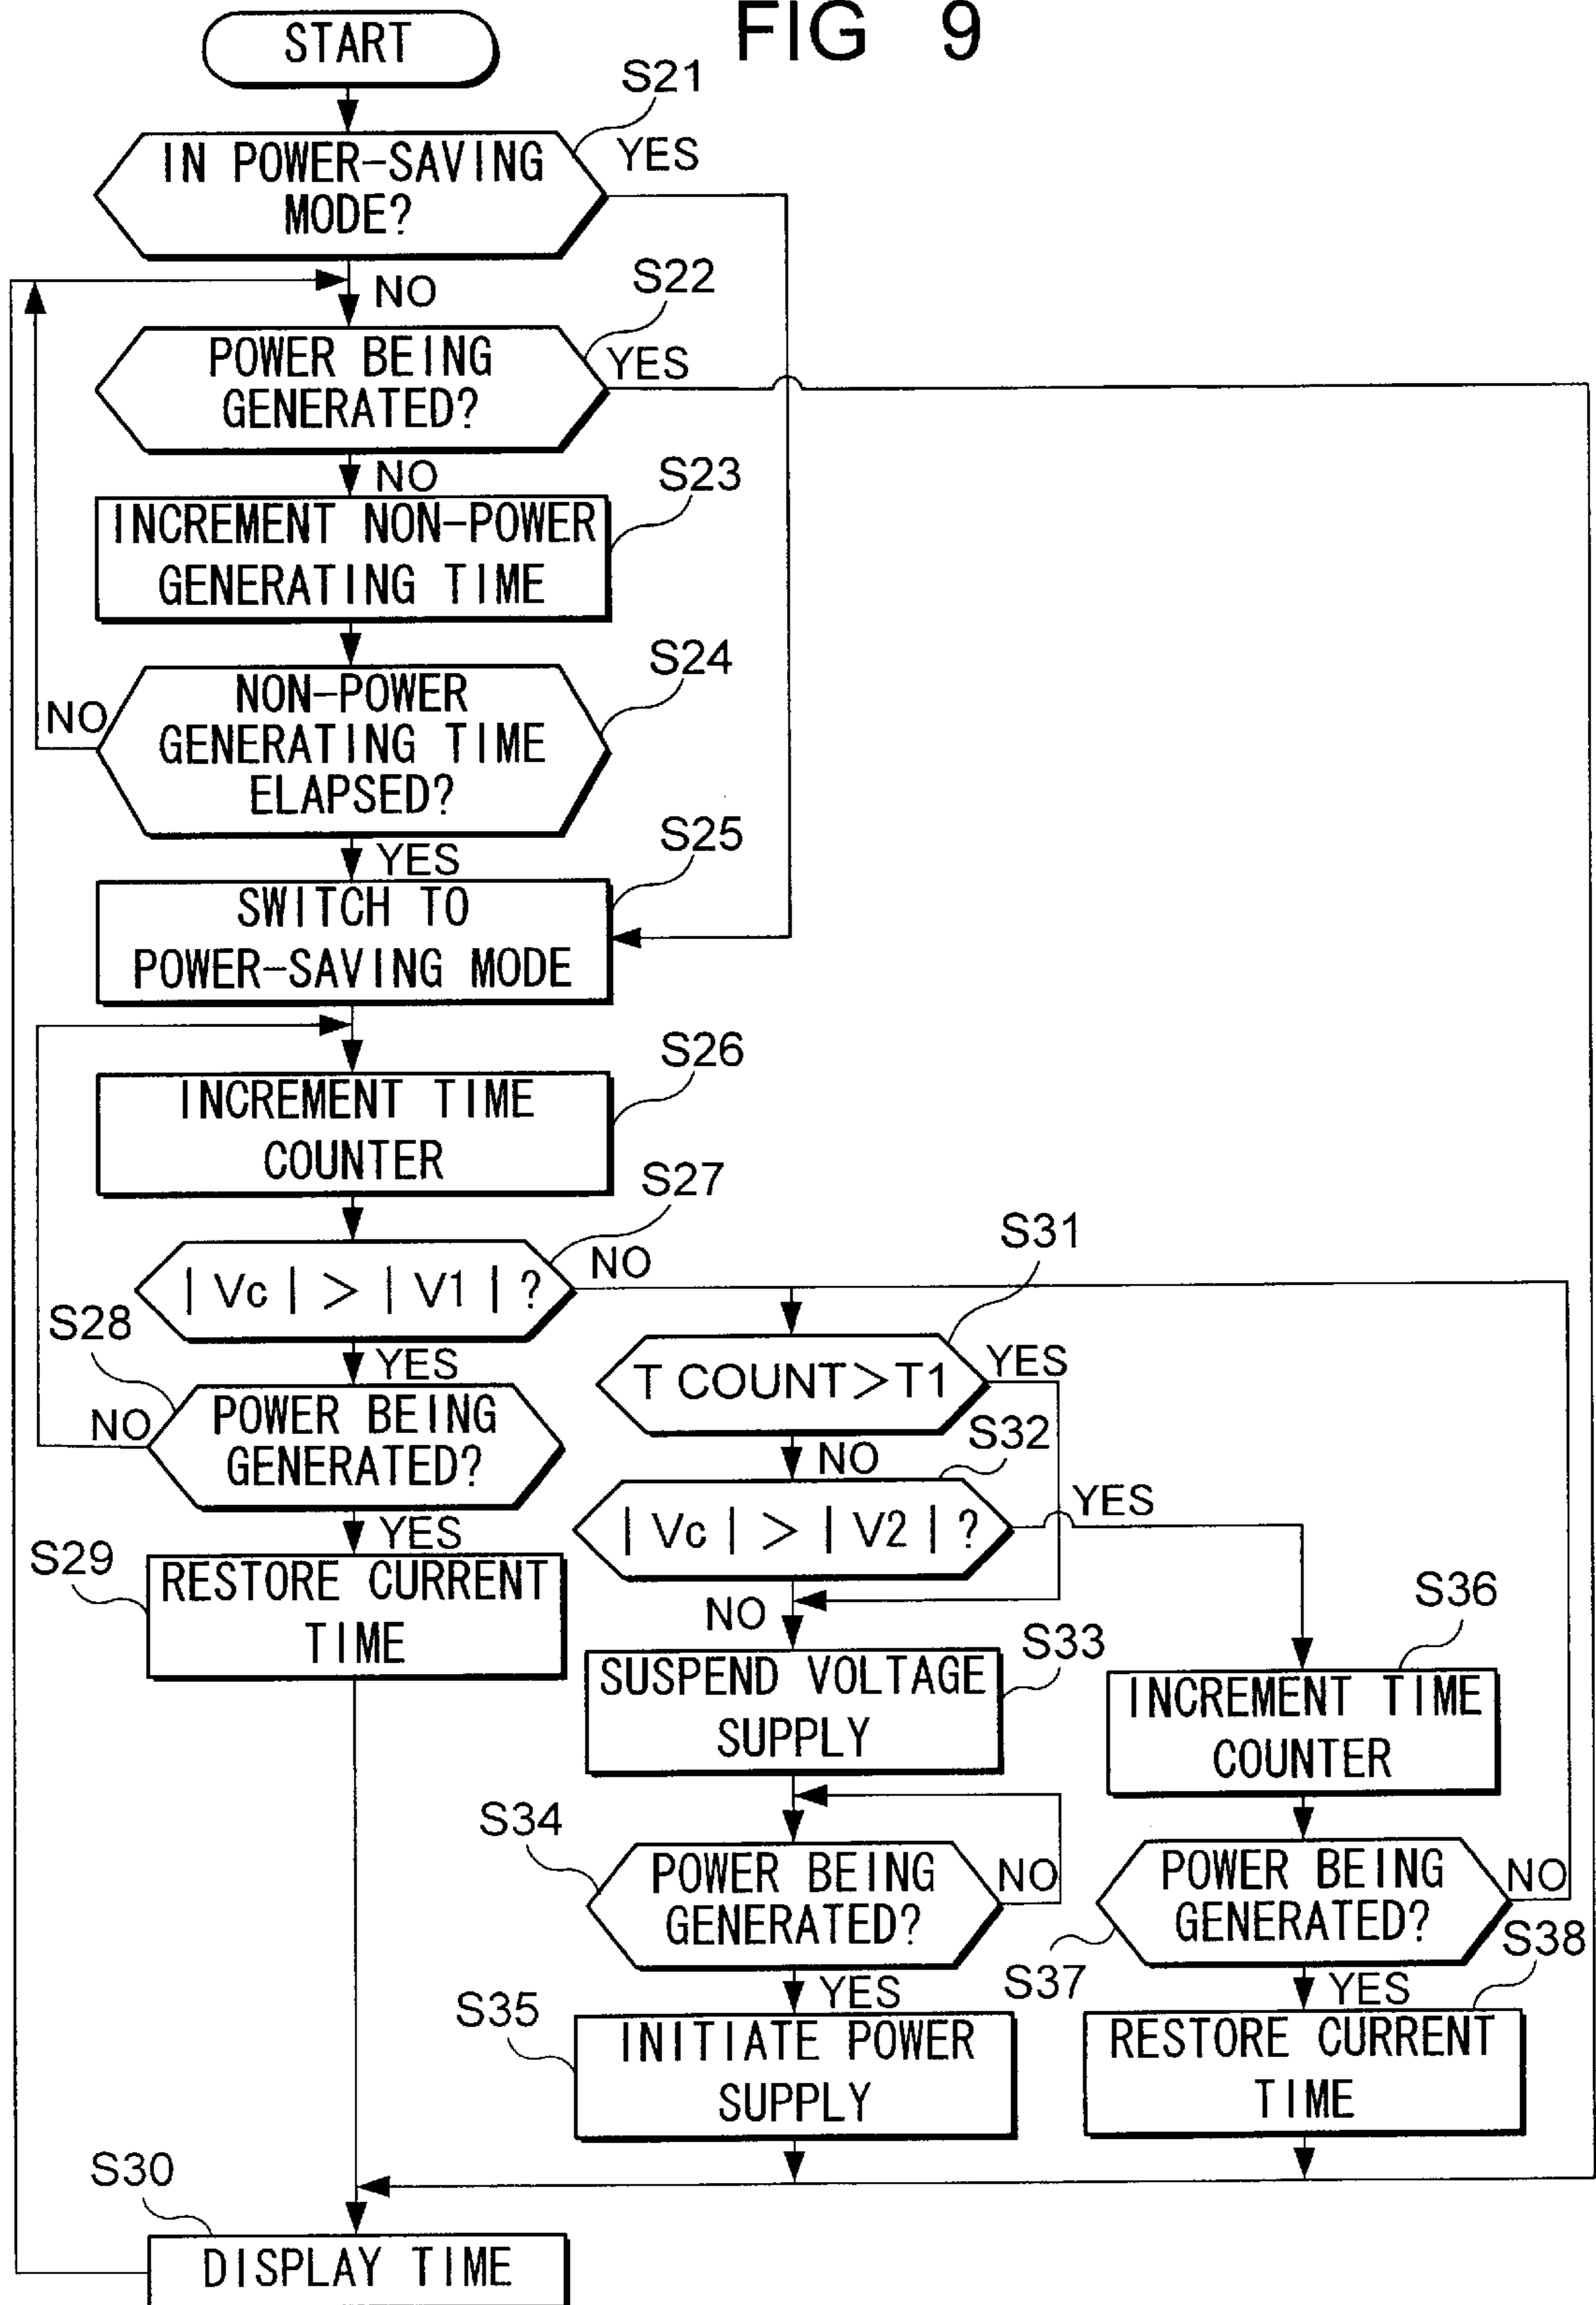 FIG 9
START
S21
IN POWER-SAVING
MODE?
YES
NO
S22
POWER BEING
GENERATED?
YES
NO
S23
INCREMENT NON-POWER
GENERATING TIME
S24
NON-POWER
GENERATING TIME
ELAPSED?
NO
YES
S25
SWITCH TO
POWER-SAVING MODE
S26
INCREMENT TIME
COUNTER
S27
| Vc | > | V1 | ?
NO
YES
S28
POWER BEING
GENERATED?
NO
YES
S29
RESTORE CURRENT
TIME
S31
T COUNT>T1
YES
NO
S32
| Vc | > | V2 | ?
YES
NO
S33
SUSPEND VOLTAGE
SUPPLY
S34
POWER BEING
GENERATED?
NO
YES
S35
INITIATE POWER
SUPPLY
S36
INCREMENT TIME
COUNTER
S37
POWER BEING
GENERATED?
NO
YES
S38
RESTORE CURRENT
TIME
S30
DISPLAY TIME